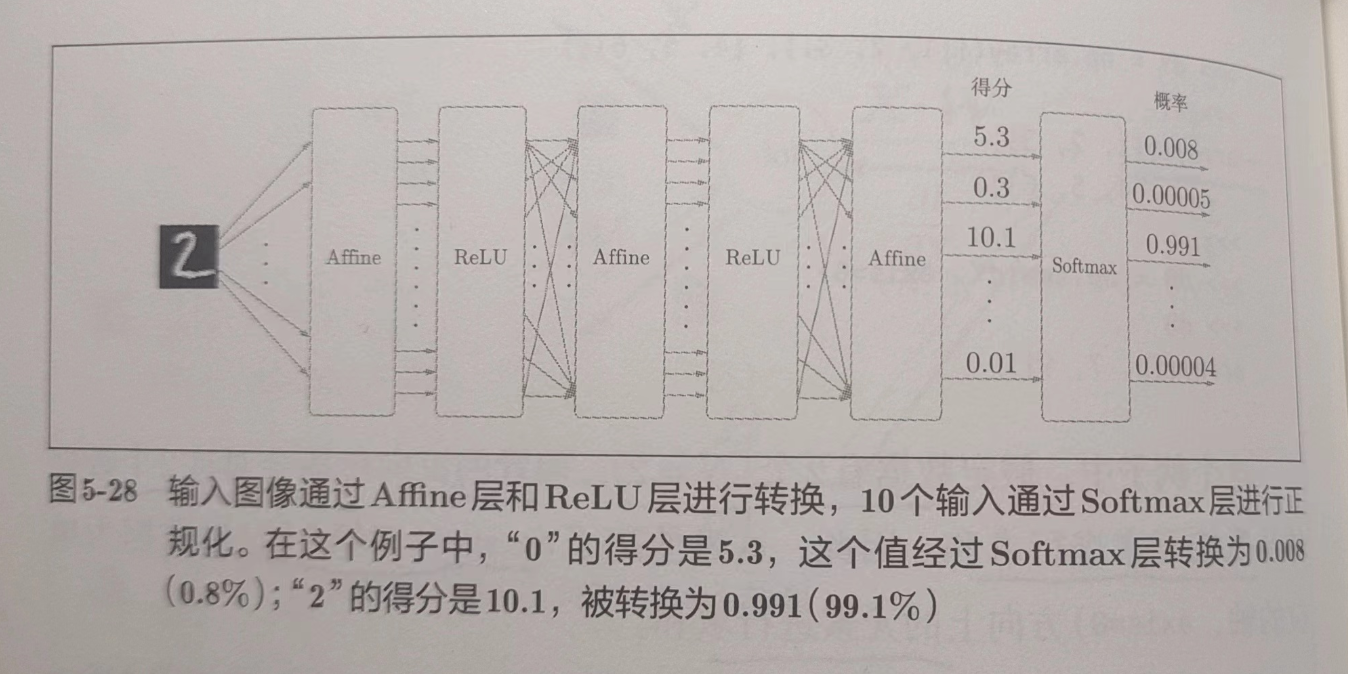 得分
概率
5.3
0.008
0.3
0.00005
10.1
0.991
2
Affine
ReLU
Affine
ReLU
Affine
Softmax
0.01
0.00004
图5-28 输入图像通过Affine层和ReLU层进行转换，10个输入通过Softmax层进行正
规化。在这个例子中，“0”的得分是5.3，这个值经过Softmax层转换为0.008
（0.8%）；“2”的得分是10.1，被转换为0.991（99.1%）